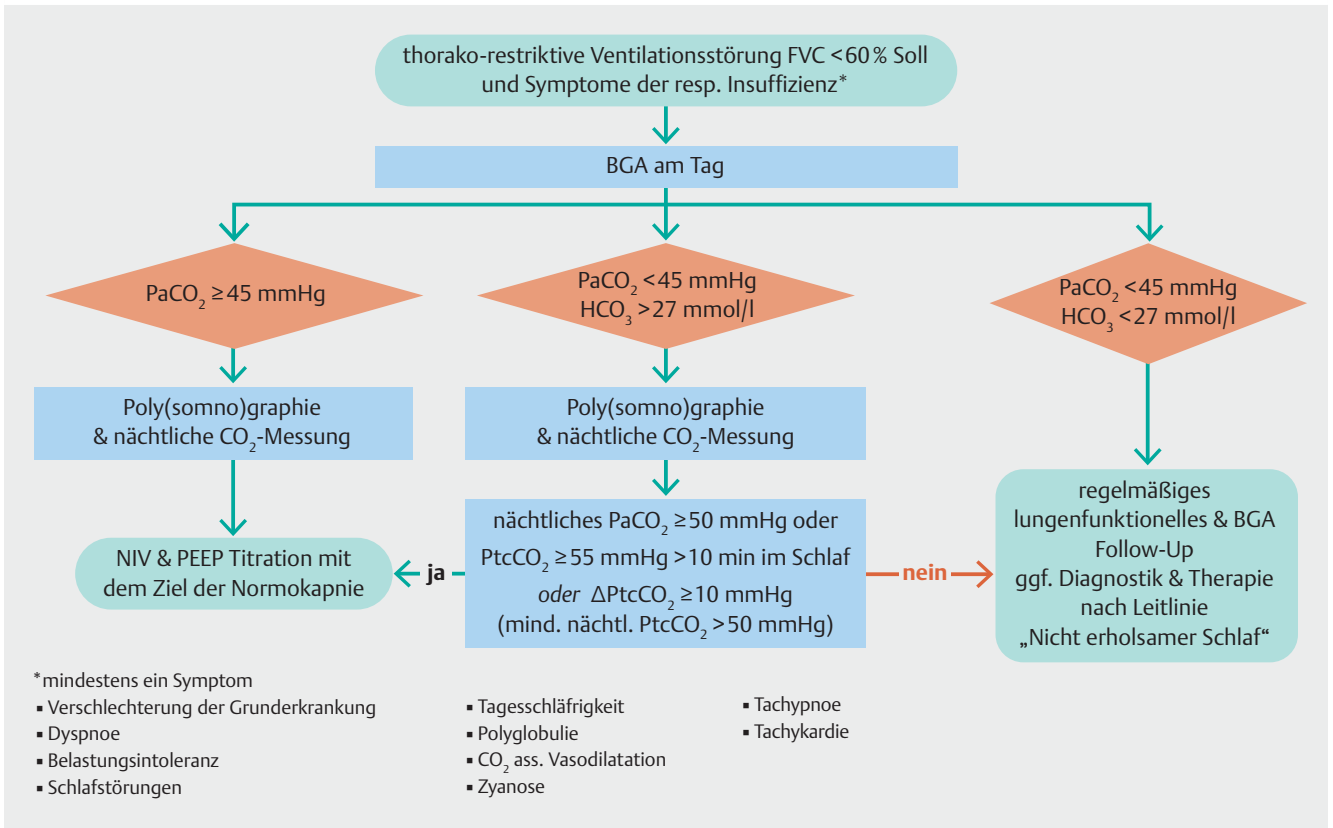 thorako-restriktive Ventilationsstörung FVC <60% Soll
und Symptome der resp. Insuffizienz*
BGA am Tag
PaCO₂ ≥45 mmHg
PaCO₂ <45 mmHg
HCO₃ >27 mmol/l
PaCO₂ <45 mmHg
HCO₃ <27 mmol/l
Poly(somno)graphie
& nächtliche CO₂-Messung
Poly(somno)graphie
& nächtliche CO₂-Messung
NIV & PEEP Titration mit
dem Ziel der Normokapnie
ja
nächtliches PaCO₂ ≥50 mmHg oder
PtcCO₂ ≥55 mmHg >10 min im Schlaf
oder ΔPtcCO₂ ≥10 mmHg
(mind. nächtl. PtcCO₂ >50 mmHg)
nein
regelmäßiges
lungenfunktionelles & BGA
Follow-Up
ggf. Diagnostik & Therapie
nach Leitlinie
„Nicht erholsamer Schlaf“
*mindestens ein Symptom
▪ Verschlechterung der Grunderkrankung
▪ Dyspnoe
▪ Belastungsintoleranz
▪ Schlafstörungen
▪ Tagesschläfrigkeit
▪ Polyglobulie
▪ CO₂ ass. Vasodilatation
▪ Zyanose
▪ Tachypnoe
▪ Tachykardie